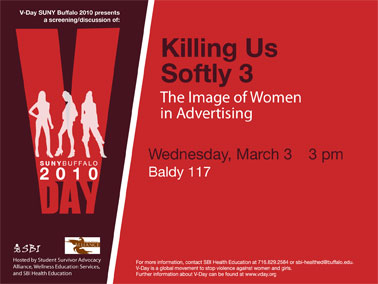 V-Day SUNY Buffalo 2010 presents
a screening/discussion of:
SUNYBUFFALO
2010
DAY
SBI
Hosted by Student Survivor Advocacy
Alliance, Wellness Education Services,
and SBI Health Education
Killing Us
Softly 3
The Image of Women
in Advertising
Wednesday, March 3 3 pm
Baldy 117
For more information, contact SBI Health Education at 716.829.2584 or sbi-healthed@buffalo.edu.
V-Day is a global movement to stop violence against women and girls.
Further information about V-Day can be found at www.vday.org